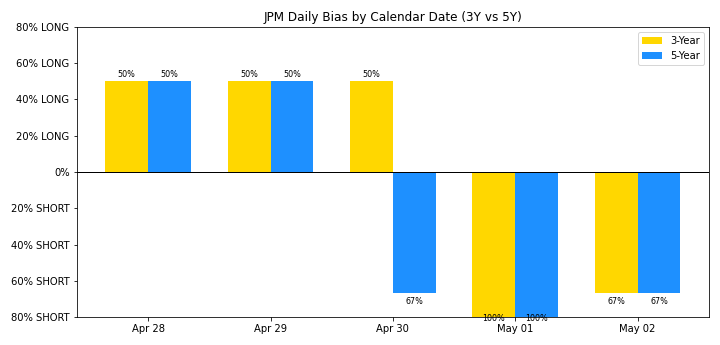 JPM Daily Bias by Calendar Date (3Y vs 5Y)
80% LONG
60% LONG
40% LONG
20% LONG
0%
20% SHORT
40% SHORT
60% SHORT
80% SHORT
3-Year
5-Year
50% 50% 50% 50% 50%
67% 100% 100% 67% 67%
Apr 28 Apr 29 Apr 30 May 01 May 02